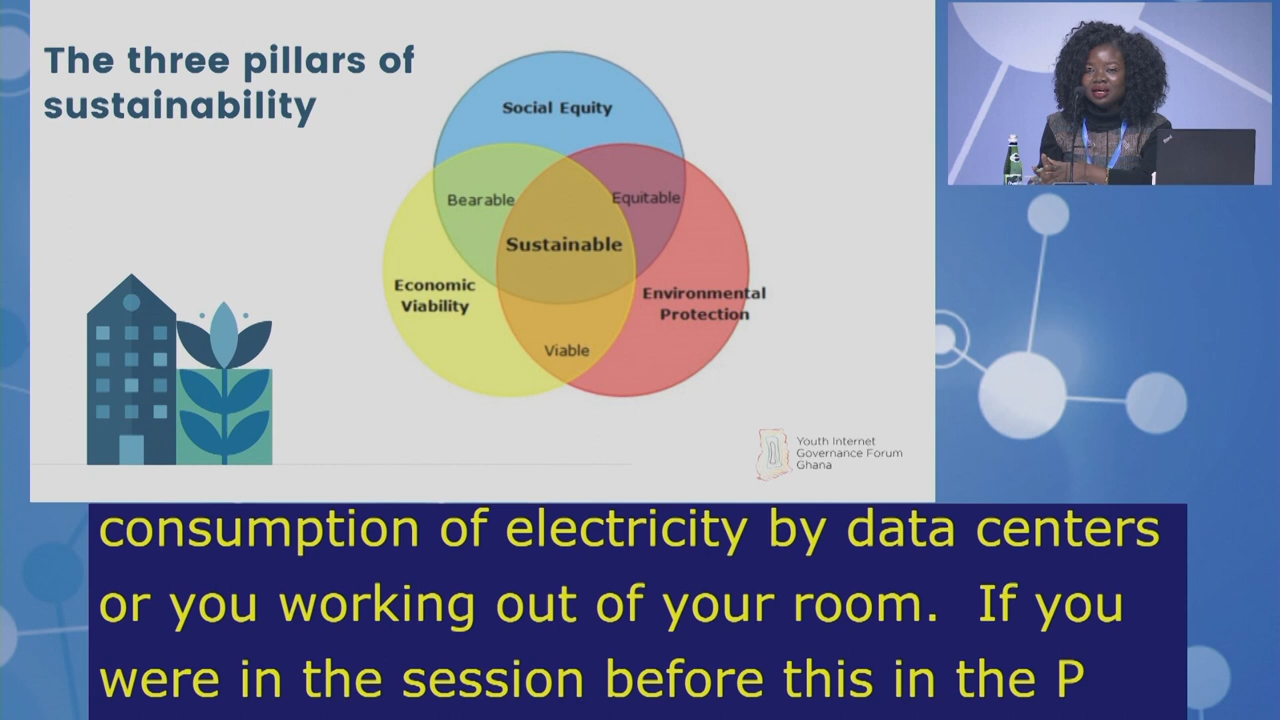 The three pillars of
sustainability
Social Equity
Bearable
Equitable
Sustainable
Economic
Viability
Environmental
Protection
Viable
Youth Internet
Governance Forum
Ghana
consumption of electricity by data centers
or you working out of your room.  If you
were in the session before this in the P